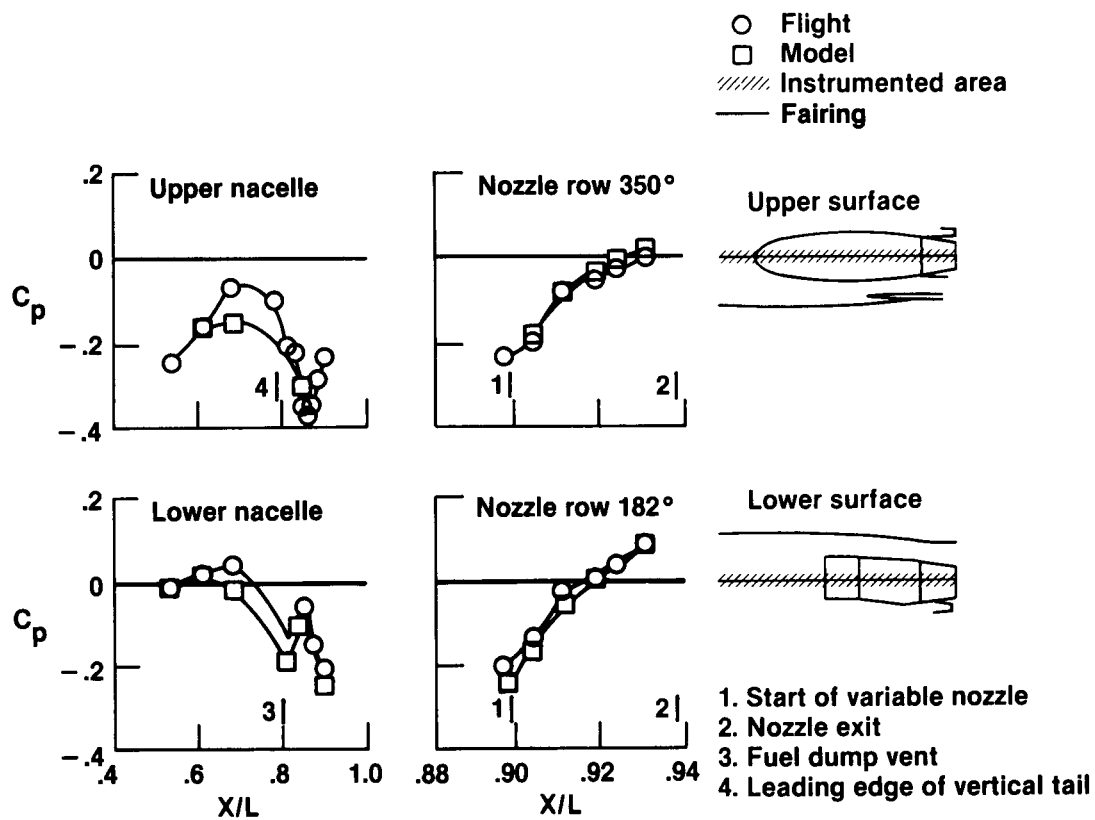 Flight
Model
Instrumented area
Fairing
Upper nacelle
Nozzle row 350°
Upper surface
.2
0
Cp
–.2
–.4
4
1
2
Lower nacelle
Nozzle row 182°
Lower surface
.2
0
Cp
–.2
–.4
3
1
2
.4 .6 .8 1.0
X/L
.88 .90 .92 .94
X/L
1. Start of variable nozzle
2. Nozzle exit
3. Fuel dump vent
4. Leading edge of vertical tail